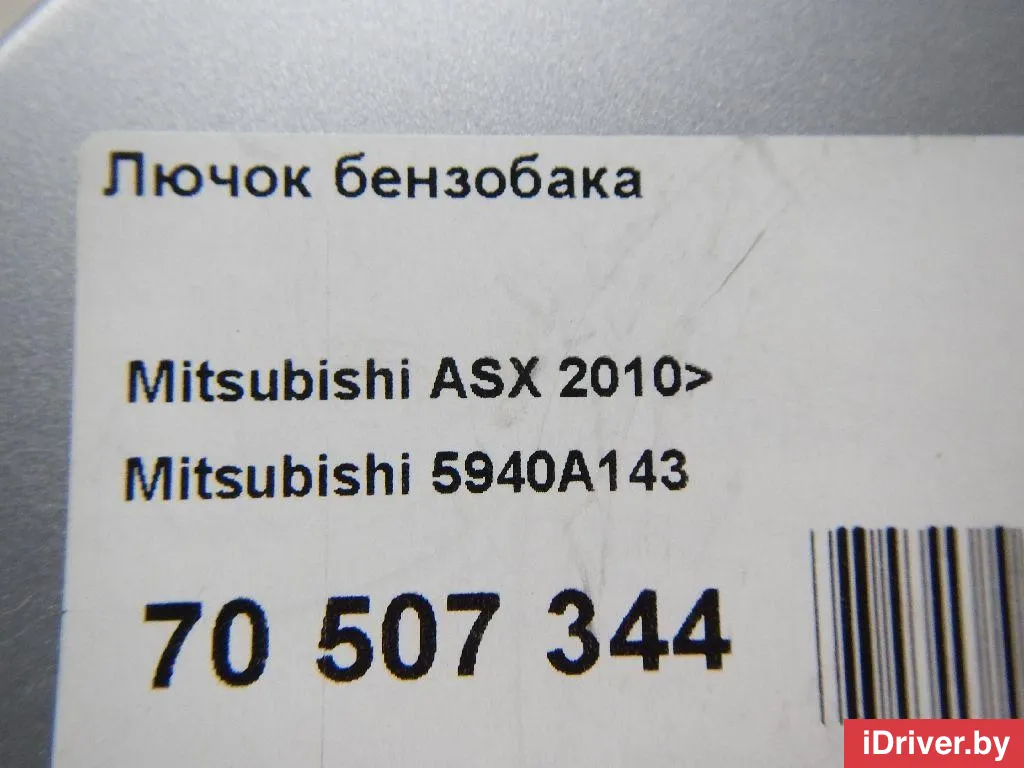 Лючок бензобака
Mitsubishi ASX 2010>
Mitsubishi 5940A143
70 507 344
iDriver.by